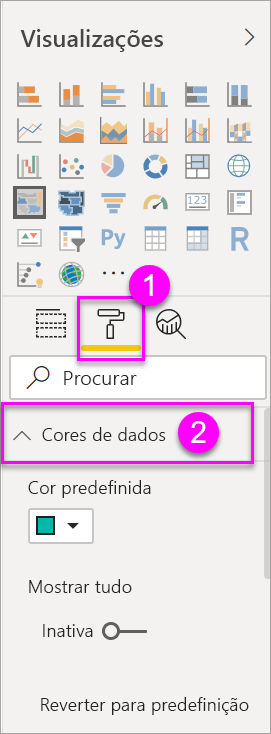 Visualizações
123
Py
R
1
Procurar
Cores de dados 2
Cor predefinida
Mostrar tudo
Inativa
Reverter para predefinição